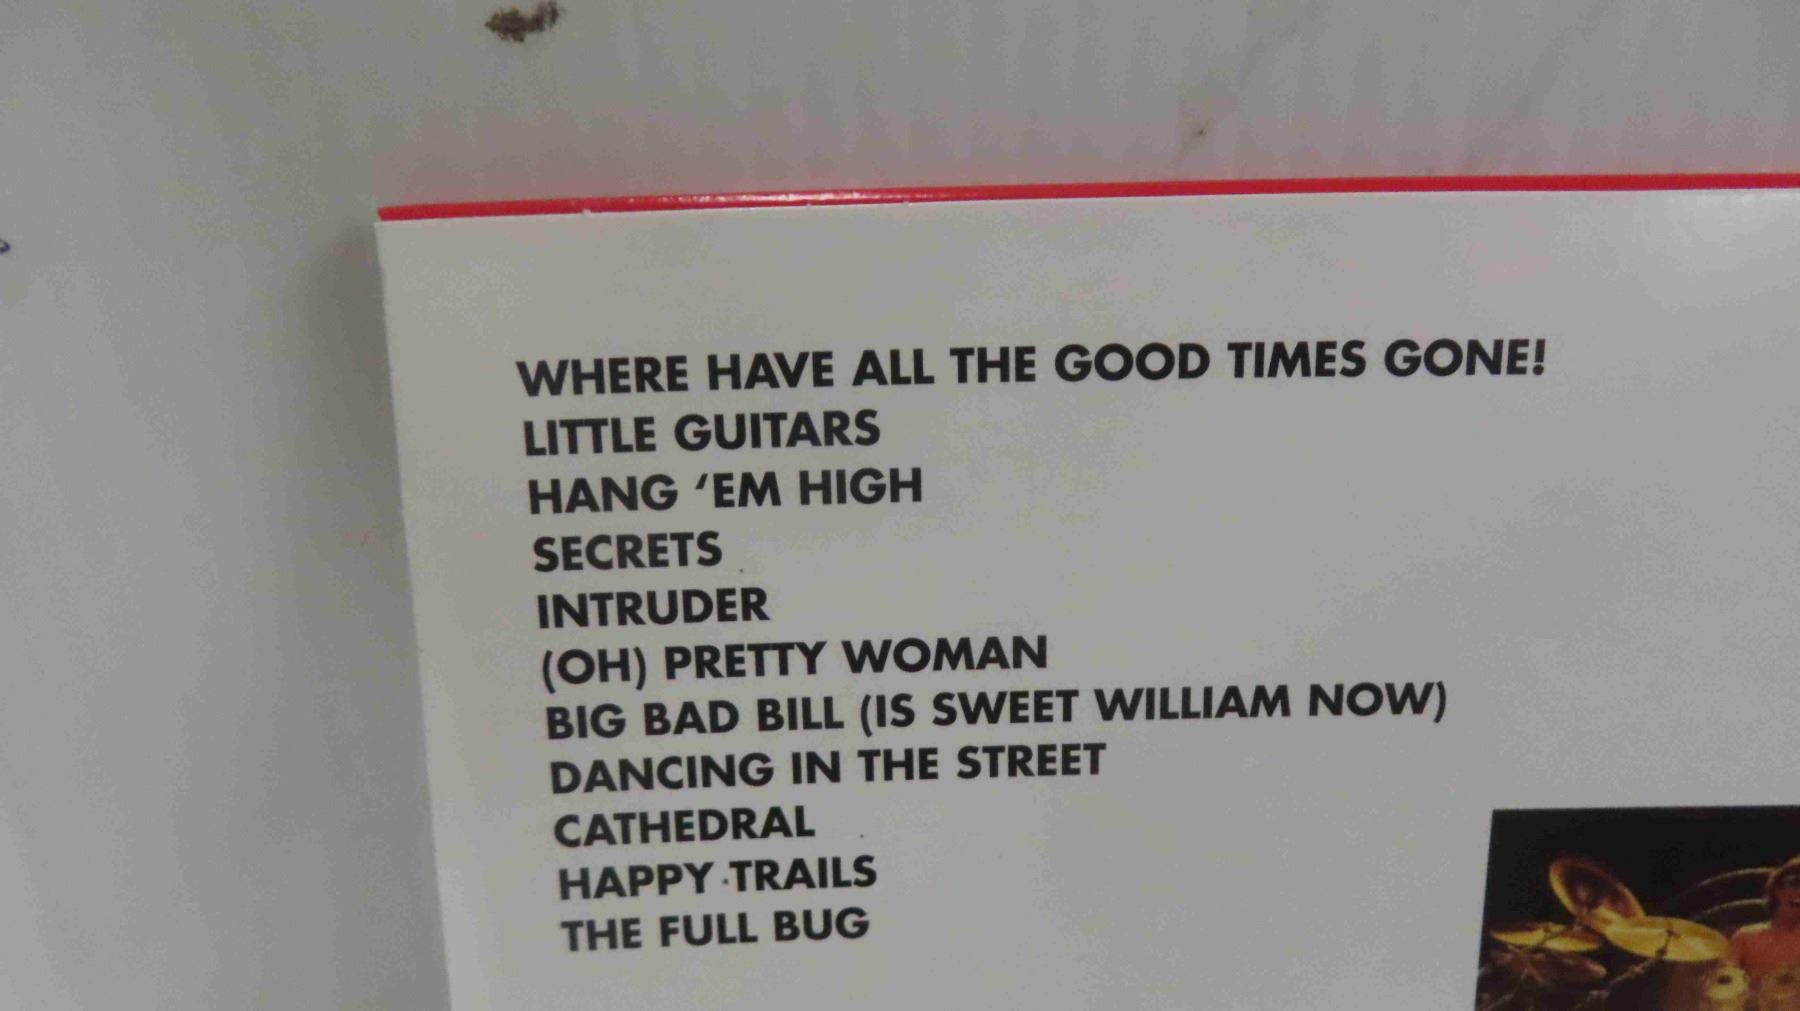 WHERE HAVE ALL THE GOOD TIMES GONE!
LITTLE GUITARS
HANG ‘EM HIGH
SECRETS
INTRUDER
(OH) PRETTY WOMAN
BIG BAD BILL (IS SWEET WILLIAM NOW)
DANCING IN THE STREET
CATHEDRAL
HAPPY TRAILS
THE FULL BUG